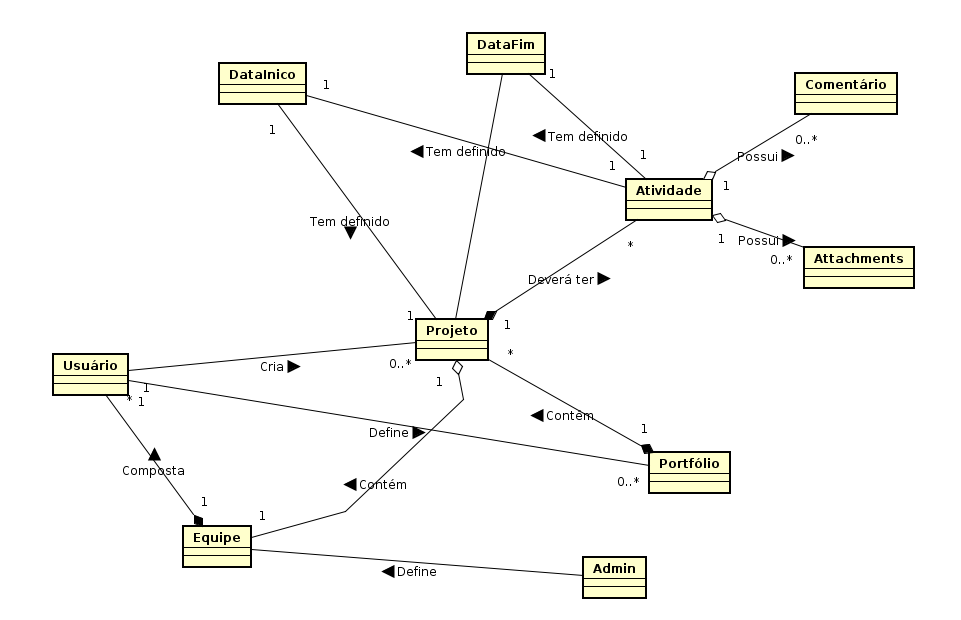 DataFim
DataInico
1
1
Comentário
1
Tem definido
0..*
Tem definido
1
Possui
1
Atividade
1
Tem definido
1
Possui
*
Attachments
0..*
Deverá ter
1
1
Projeto
*
Usuário
Cria
0..*
1
1
* 1
Contém
1
Define
Portfólio
Composta
0..*
Contém
1
1
Equipe
Define
Admin